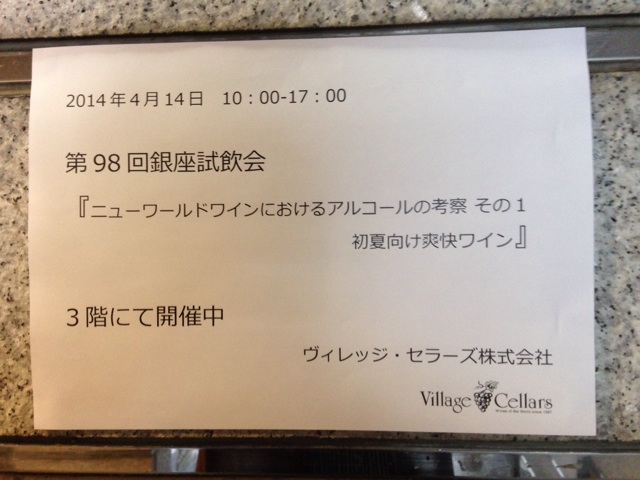 2014年4月14日　10：00-17：00
第98回銀座試飲会
『ニューワールドワインにおけるアルコールの考察 その1
初夏向け爽快ワイン』
3階にて開催中
ヴィレッジ・セラーズ株式会社
Village Cellars